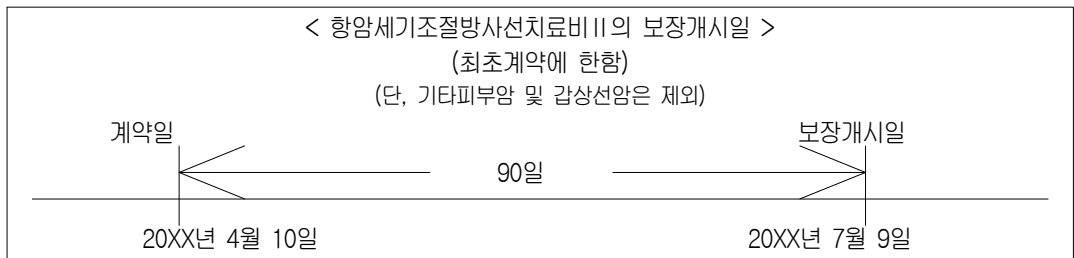 < 항암세기조절방사선치료비Ⅱ의 보장개시일 >
(최초계약에 한함)
(단, 기타피부암 및 갑상선암은 제외)
계약일 보장개시일
90일
20XX년 4월 10일 20XX년 7월 9일